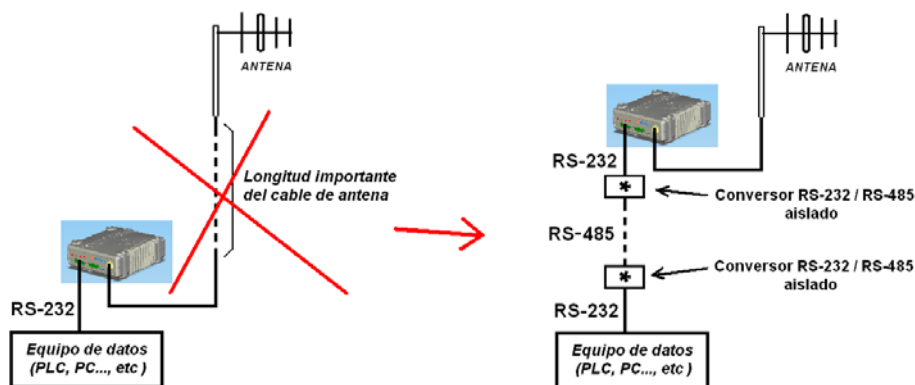 ANTENA
Longitud importante
del cable de antena
RS-232
Equipo de datos
(PLC, PC..., etc )
ANTENA
RS-232
*
Conversor RS-232 / RS-485
aislado
RS-485
*
Conversor RS-232 / RS-485
aislado
RS-232
Equipo de datos
(PLC, PC..., etc )